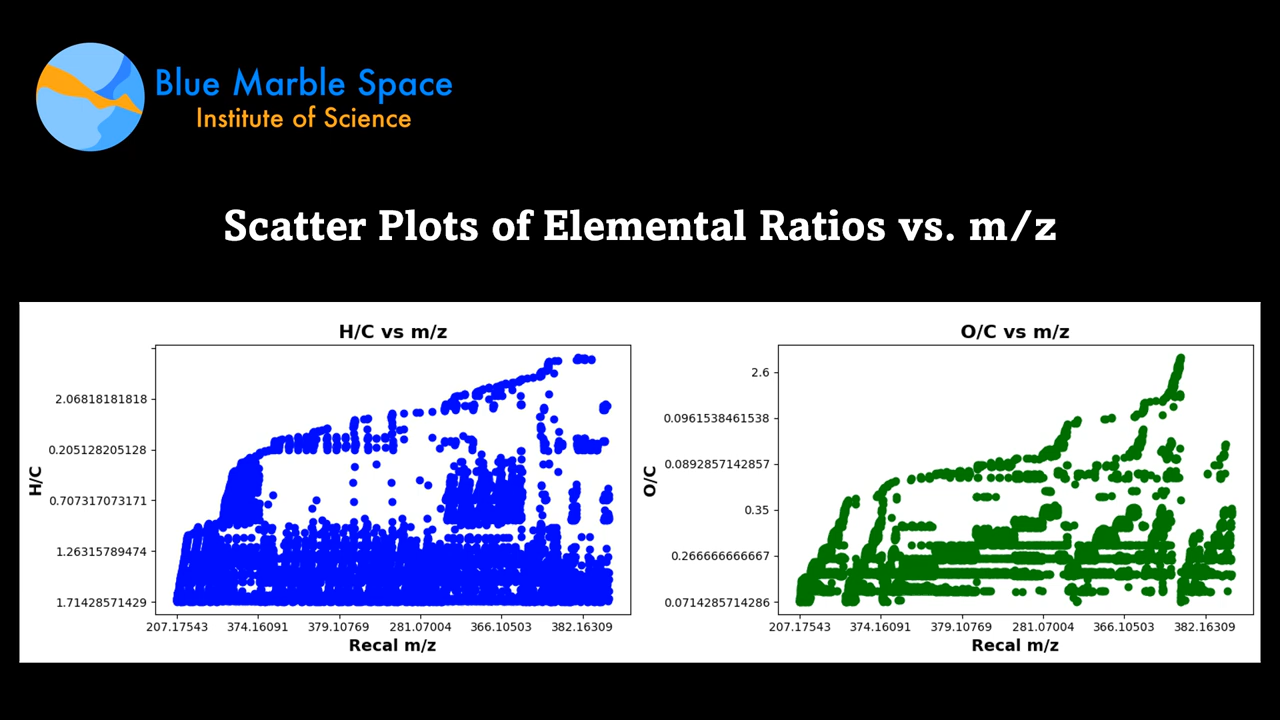 Blue Marble Space
Institute of Science
Scatter Plots of Elemental Ratios vs. m/z
H/C vs m/z
H/C
2.06818181818
0.205128205128
0.707317073171
1.26315789474
1.71428571429
207.17543 374.16091 379.10769 281.07004 366.10503 382.16309
Recal m/z
O/C vs m/z
O/C
2.6
0.0961538461538
0.0892857142857
0.35
0.266666666667
0.0714285714286
207.17543 374.16091 379.10769 281.07004 366.10503 382.16309
Recal m/z